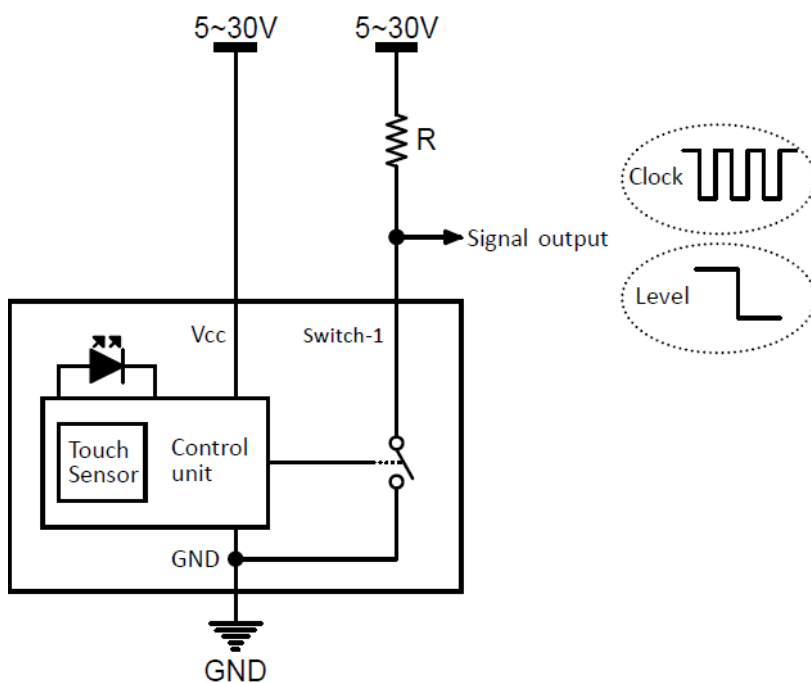 5~30V
5~30V
R
Clock
Signal output
Level
Vcc
Switch-1
Touch
Sensor
Control
unit
GND
GND